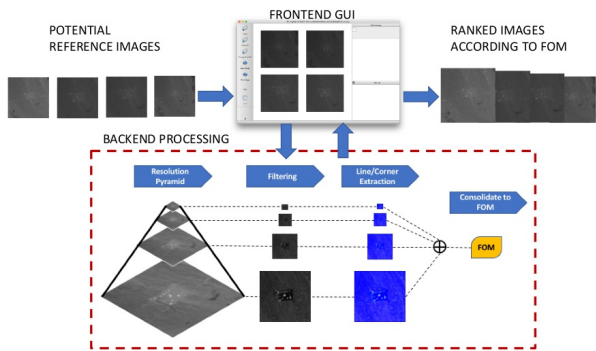 FRONTEND GUI
POTENTIAL
REFERENCE IMAGES
RANKED IMAGES
ACCORDING TO FOM
BACKEND PROCESSING
Resolution
Pyramid
Filtering
Line/Corner
Extraction
Consolidate to
FOM
FOM